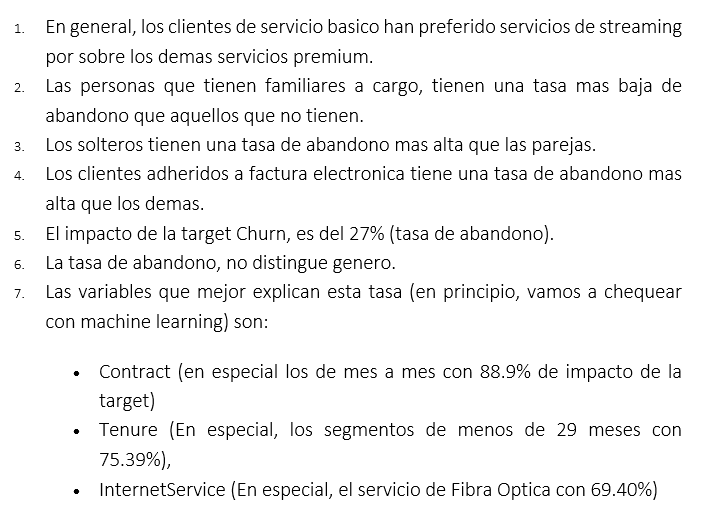 1. En general, los clientes de servicio basico han preferido servicios de streaming
por sobre los demas servicios premium.
2. Las personas que tienen familiares a cargo, tienen una tasa mas baja de
abandono que aquellos que no tienen.
3. Los solteros tienen una tasa de abandono mas alta que las parejas.
4. Los clientes adheridos a factura electronica tiene una tasa de abandono mas
alta que los demas.
5. El impacto de la target Churn, es del 27% (tasa de abandono).
6. La tasa de abandono, no distingue genero.
7. Las variables que mejor explican esta tasa (en principio, vamos a chequear
con machine learning) son:
• Contract (en especial los de mes a mes con 88.9% de impacto de la
target)
• Tenure (En especial, los segmentos de menos de 29 meses con
75.39%),
• InternetService (En especial, el servicio de Fibra Optica con 69.40%)